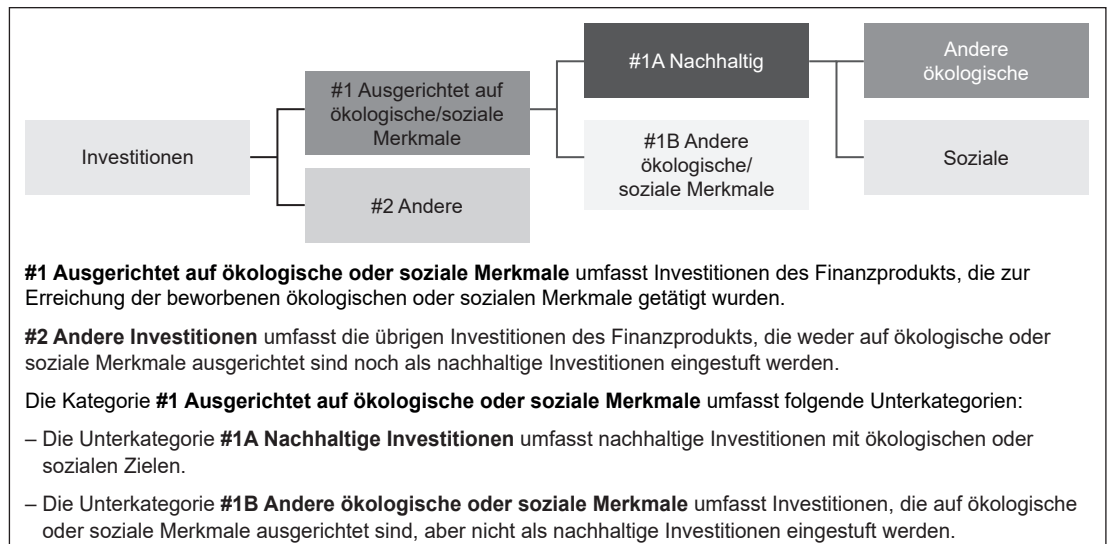 Investitionen
#1 Ausgerichtet auf
ökologische/soziale
Merkmale
#2 Andere
#1A Nachhaltig
#1B Andere
ökologische/
soziale Merkmale
Andere
ökologische
Soziale
#1 Ausgerichtet auf ökologische oder soziale Merkmale umfasst Investitionen des Finanzprodukts, die zur
Erreichung der beworbenen ökologischen oder sozialen Merkmale getätigt wurden.
#2 Andere Investitionen umfasst die übrigen Investitionen des Finanzprodukts, die weder auf ökologische oder
soziale Merkmale ausgerichtet sind noch als nachhaltige Investitionen eingestuft werden.
Die Kategorie #1 Ausgerichtet auf ökologische oder soziale Merkmale umfasst folgende Unterkategorien:
– Die Unterkategorie #1A Nachhaltige Investitionen umfasst nachhaltige Investitionen mit ökologischen oder
sozialen Zielen.
– Die Unterkategorie #1B Andere ökologische oder soziale Merkmale umfasst Investitionen, die auf ökologische
oder soziale Merkmale ausgerichtet sind, aber nicht als nachhaltige Investitionen eingestuft werden.